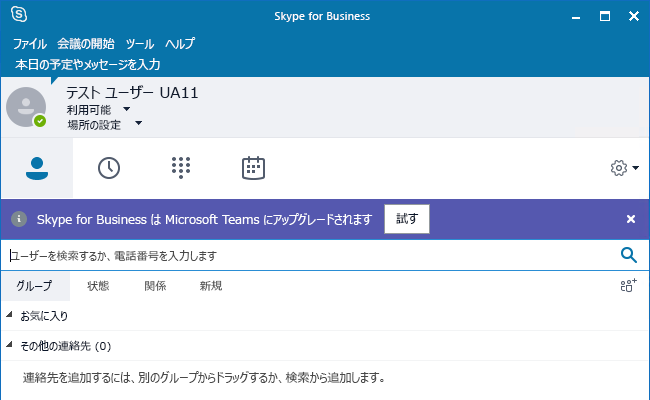 Skype for Business
ファイル 会議の開始 ツール ヘルプ
本日の予定やメッセージを入力
テスト ユーザー UA11
利用可能
場所の設定
Skype for Business は Microsoft Teams にアップグレードされます 試す
ユーザーを検索するか、電話番号を入力します
グループ 状態 関係 新規
お気に入り
その他の連絡先 (0)
連絡先を追加するには、別のグループからドラッグするか、検索から追加します。